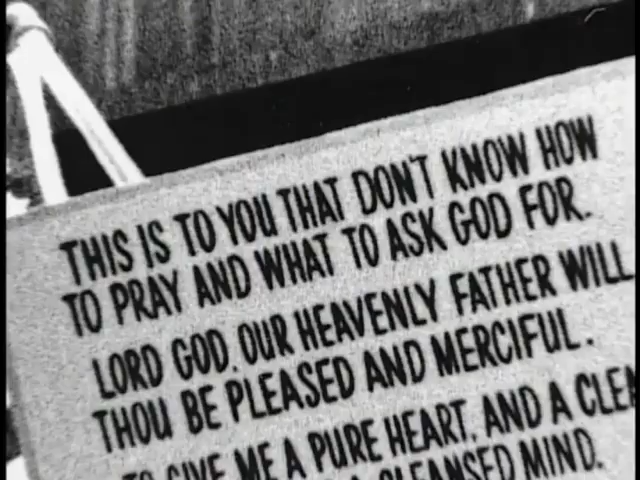 THIS IS TO YOU THAT DON'T KNOW HOW
TO PRAY AND WHAT TO ASK GOD FOR.
LORD GOD, OUR HEAVENLY FATHER WILL
THOU BE PLEASED AND MERCIFUL.
TO GIVE ME A PURE HEART, AND A
CLEANSED MIND.